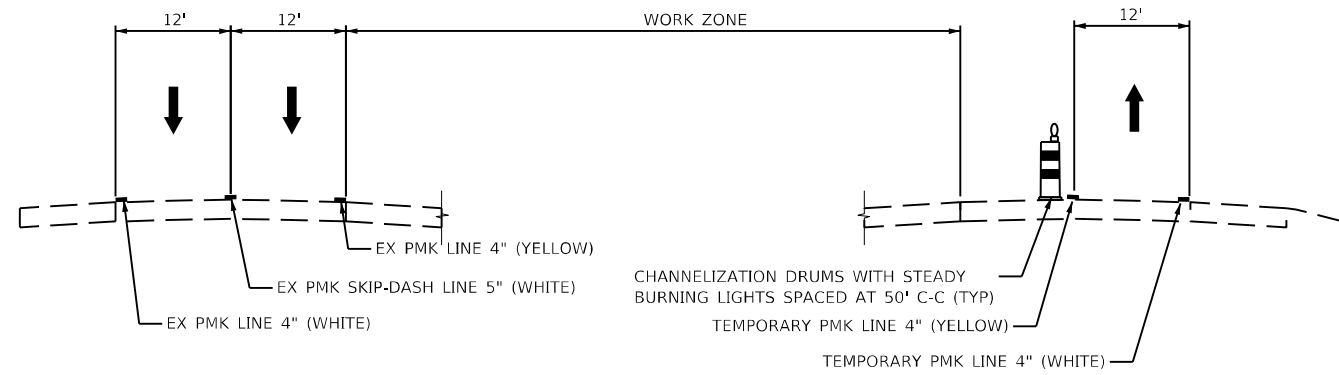 12'
12'
WORK ZONE
12'
EX PMK LINE 4" (YELLOW)
EX PMK SKIP-DASH LINE 5" (WHITE)
EX PMK LINE 4" (WHITE)
CHANNELIZATION DRUMS WITH STEADY
BURNING LIGHTS SPACED AT 50' C-C (TYP)
TEMPORARY PMK LINE 4" (YELLOW)
TEMPORARY PMK LINE 4" (WHITE)